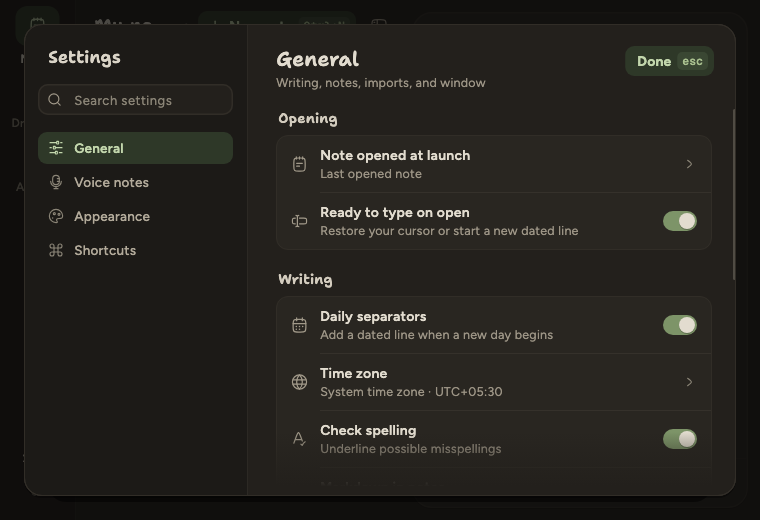 Settings
Search settings
General
Voice notes
Appearance
Shortcuts
General
Writing, notes, imports, and window
Done esc
Opening
Note opened at launch
Last opened note
Ready to type on open
Restore your cursor or start a new dated line
Writing
Daily separators
Add a dated line when a new day begins
Time zone
System time zone · UTC+05:30
Check spelling
Underline possible misspellings